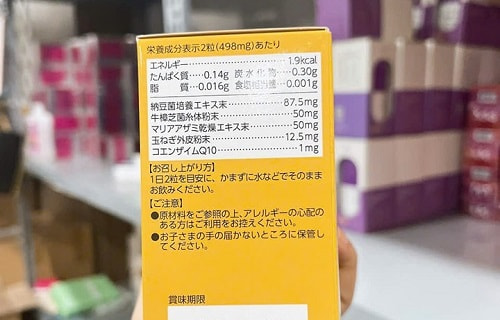 栄養成分表示2粒(498mg)あたり
エネルギー 1.9kcal
たんぱく質 0.14g 炭水化物 0.30g
脂質 0.016g 食塩相当量 0.001g
納豆菌培養エキス末 87.5mg
牛樟芝菌糸体粉末 50mg
マリアアザミ乾燥エキス末 50mg
玉ねぎ外皮粉末 12.5mg
コエンザイムQ10 1mg
【お召し上がり方】
1日2粒を目安に、かまずに水などでそのまま
お飲みください。
【ご注意】
●原材料をご参照の上、アレルギーの心配の
ある方はご利用をお控えください。
●お子さまの手の届かないところに保管し
てください。
賞味期限